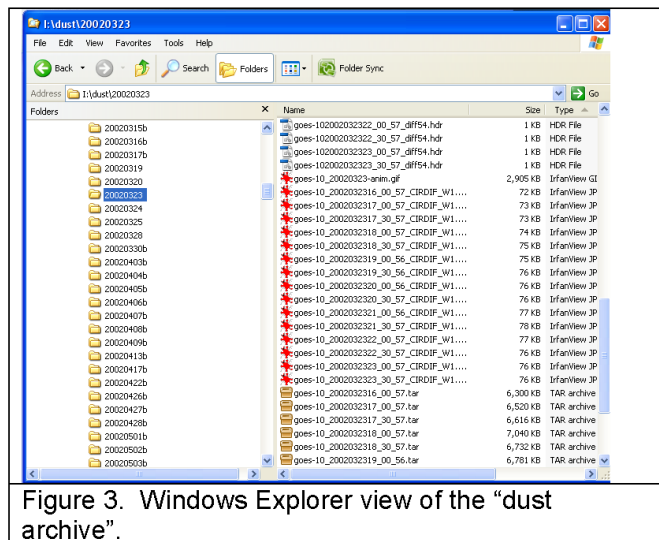 I:\dust\20020323
File Edit View Favorites Tools Help
Back Search Folders Folder Sync
Address I:\dust\20020323 Go
Folders × Name Size Type
20020315b
20020316b
20020317b
20020319
20020320
20020323
20020324
20020325
20020328
20020330b
20020403b
20020404b
20020405b
20020406b
20020407b
20020408b
20020409b
20020413b
20020417b
20020422b
20020426b
20020427b
20020428b
20020501b
20020502b
20020503b
goes-102002032322_00_57_diff54.hdr 1 KB HDR File
goes-102002032322_30_57_diff54.hdr 1 KB HDR File
goes-102002032323_00_57_diff54.hdr 1 KB HDR File
goes-102002032323_30_57_diff54.hdr 1 KB HDR File
goes-10_20020323-anim.gif 2,905 KB IrfanView GI
goes-10_2002032316_00_57_CIRDIF_W1.... 72 KB IrfanView JP
goes-10_2002032317_00_57_CIRDIF_W1.... 73 KB IrfanView JP
goes-10_2002032317_30_57_CIRDIF_W1.... 73 KB IrfanView JP
goes-10_2002032318_00_57_CIRDIF_W1.... 74 KB IrfanView JP
goes-10_2002032318_30_57_CIRDIF_W1.... 75 KB IrfanView JP
goes-10_2002032319_00_56_CIRDIF_W1.... 75 KB IrfanView JP
goes-10_2002032319_30_56_CIRDIF_W1.... 76 KB IrfanView JP
goes-10_2002032320_00_56_CIRDIF_W1.... 76 KB IrfanView JP
goes-10_2002032320_30_57_CIRDIF_W1.... 76 KB IrfanView JP
goes-10_2002032321_00_56_CIRDIF_W1.... 77 KB IrfanView JP
goes-10_2002032321_30_57_CIRDIF_W1.... 78 KB IrfanView JP
goes-10_2002032322_00_57_CIRDIF_W1.... 77 KB IrfanView JP
goes-10_2002032322_30_57_CIRDIF_W1.... 76 KB IrfanView JP
goes-10_2002032323_00_57_CIRDIF_W1.... 76 KB IrfanView JP
goes-10_2002032323_30_57_CIRDIF_W1.... 76 KB IrfanView JP
goes-10_2002032316_00_57.tar 6,300 KB TAR archive
goes-10_2002032317_00_57.tar 6,520 KB TAR archive
goes-10_2002032317_30_57.tar 6,616 KB TAR archive
goes-10_2002032318_00_57.tar 7,040 KB TAR archive
goes-10_2002032318_30_57.tar 6,732 KB TAR archive
goes-10_2002032319_00_56.tar 6,781 KB TAR archive
Figure 3. Windows Explorer view of the “dust
archive”.